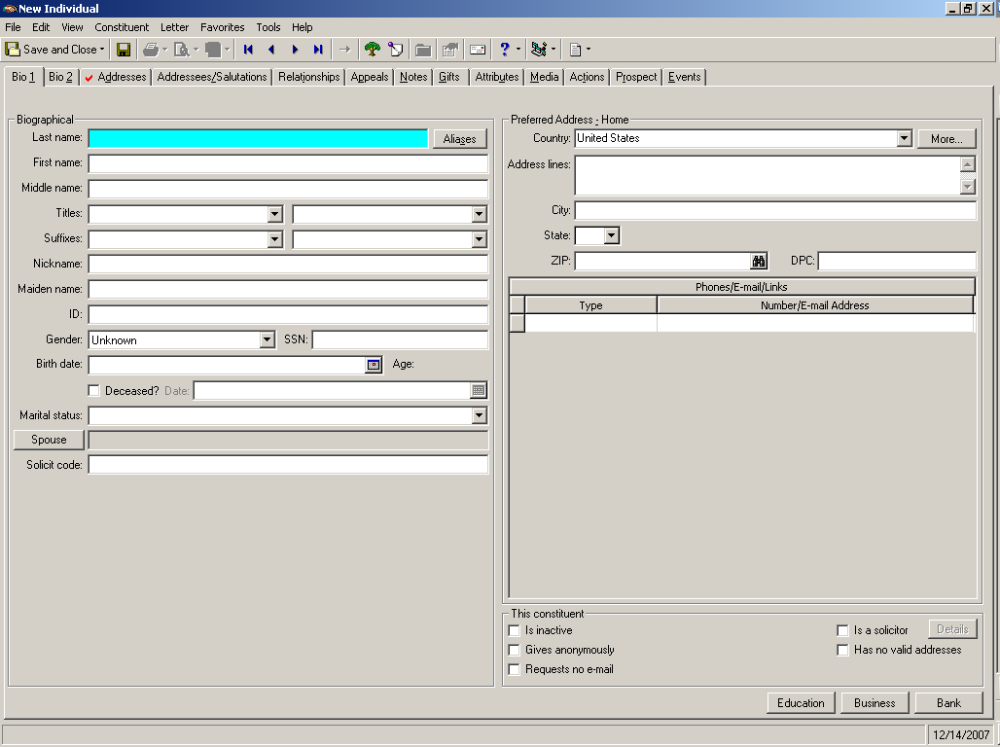 New Individual
File Edit View Constituent Letter Favorites Tools Help
Save and Close
Bio 1 Bio 2 Addresses Addressees/Salutations Relationships Appeals Notes Gifts Attributes Media Actions Prospect Events
Biographical
Last name: Aliases
First name:
Middle name:
Titles:
Suffixes:
Nickname:
Maiden name:
ID:
Gender: Unknown SSN:
Birth date: Age:
Deceased? Date:
Marital status:
Spouse
Solicit code:
Preferred Address - Home
Country: United States More...
Address lines:
City:
State:
ZIP: DPC:
Phones/E-mail/Links
Type Number/E-mail Address
This constituent
Is inactive Is a solicitor Details
Gives anonymously Has no valid addresses
Requests no e-mail
Education Business Bank
12/14/2007